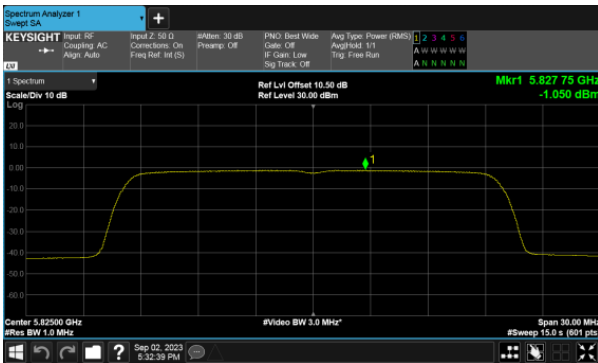 Spectrum Analyzer 1
Swept SA
+
KEYSIGHT
Input: RF
Coupling: AC
Align: Auto
Input Z: 50 Ω
Corrections: On
Freq Ref: Int (S)
#Atten: 30 dB
Preamp: Off
PNO: Best Wide
Gate: Off
IF Gain: Low
Sig Track: Off
Avg Type: Power (RMS)
Avg|Hold: 1/1
Trig: Free Run
1 2 3 4 5 6
A W W W W W
A N N N N N
LXI
1 Spectrum
Scale/Div 10 dB
Log
Ref Lvl Offset 10.50 dB
Ref Level 30.00 dBm
Mkr1 5.827 75 GHz
-1.050 dBm
20.0
10.0
0.00
-10.0
-20.0
-30.0
-40.0
-50.0
-60.0
1
Center 5.82500 GHz
#Res BW 1.0 MHz
#Video BW 3.0 MHz*
Span 30.00 MHz
#Sweep 15.0 s (601 pts)
?
Sep 02, 2023
5:32:39 PM